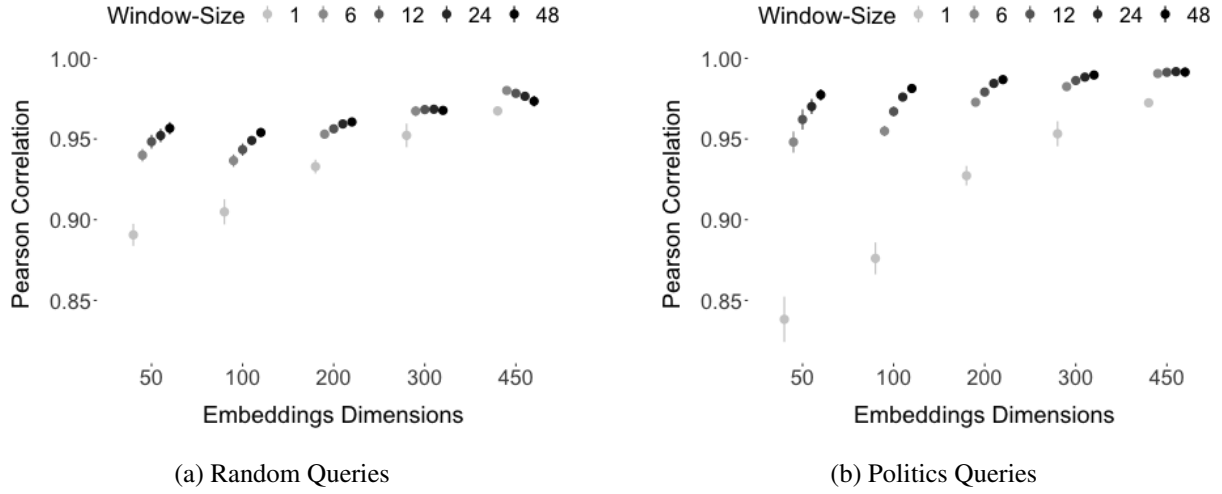 Window-Size 1 6 12 24 48
1.00
0.95
0.90
0.85
Pearson Correlation
50 100 200 300 450
Embeddings Dimensions
(a) Random Queries
Window-Size 1 6 12 24 48
1.00
0.95
0.90
0.85
Pearson Correlation
50 100 200 300 450
Embeddings Dimensions
(b) Politics Queries